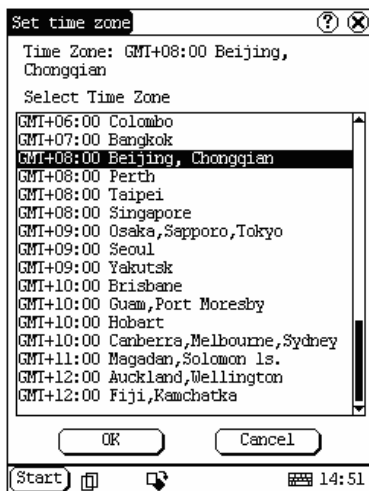 Set time zone
Time Zone: GMT+08:00 Beijing,
Chongqian
Select Time Zone
GMT+06:00 Colombo
GMT+07:00 Bangkok
GMT+08:00 Beijing, Chongqian
GMT+08:00 Perth
GMT+08:00 Taipei
GMT+08:00 Singapore
GMT+09:00 Osaka,Sapporo,Tokyo
GMT+09:00 Seoul
GMT+09:00 Yakutsk
GMT+10:00 Brisbane
GMT+10:00 Guam,Port Moresby
GMT+10:00 Hobart
GMT+10:00 Canberra,Melbourne,Sydney
GMT+11:00 Magadan,Solomon ls.
GMT+12:00 Auckland,Wellington
GMT+12:00 Fiji,Kamchatka
OK Cancel
Start 14:51